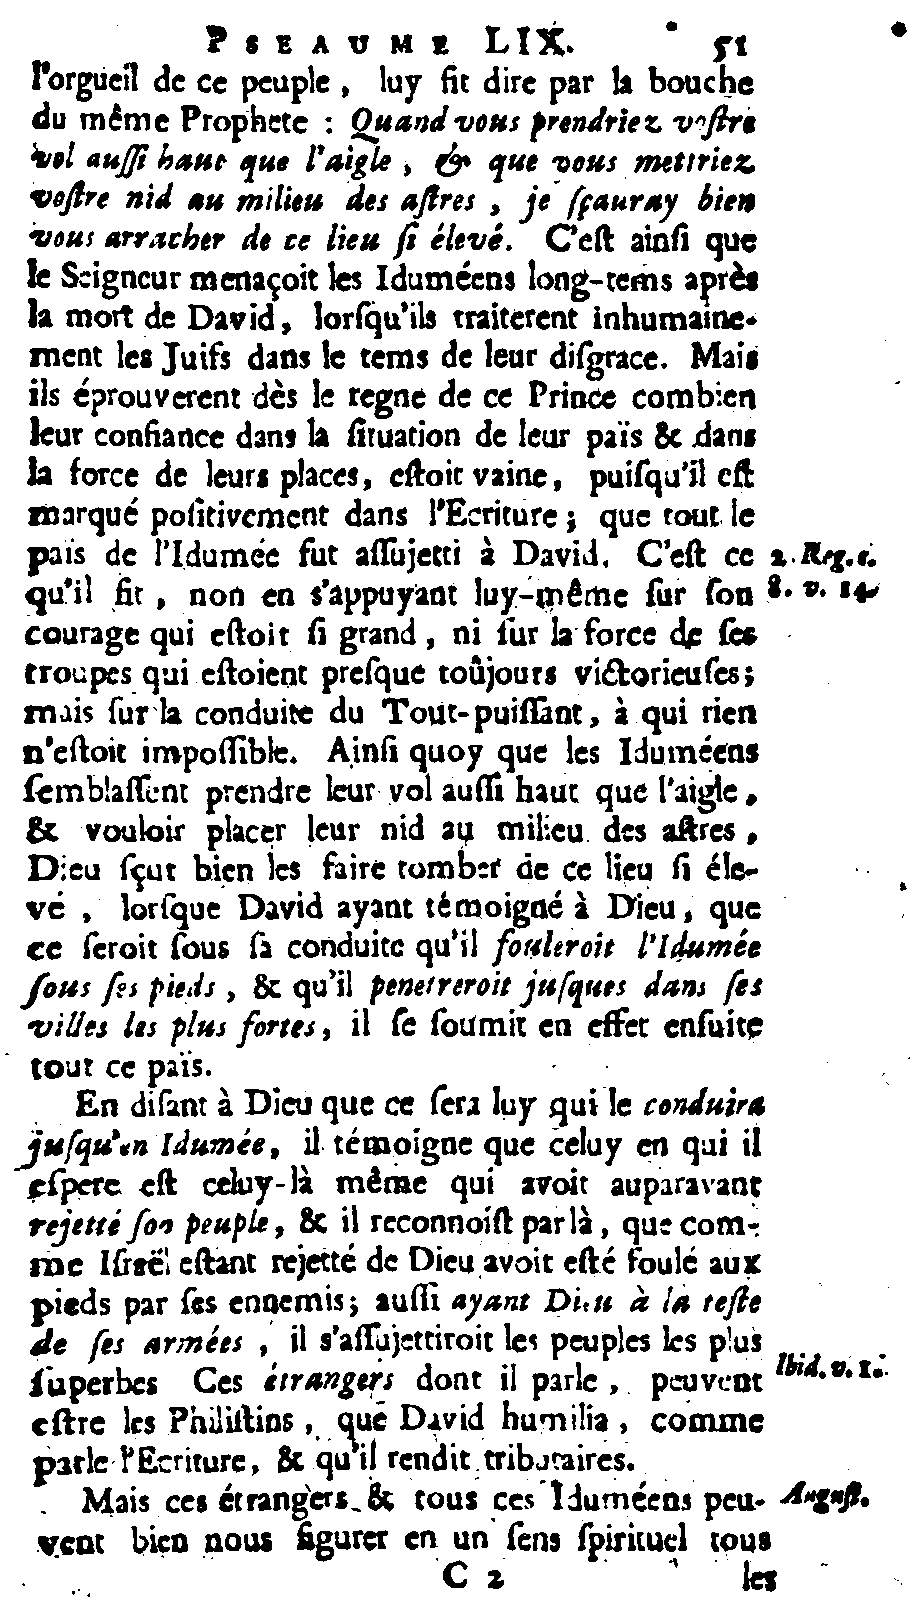 PSEAUME LIX. 51
l'orgueil de ce peuple, luy fit dire par la bouche
du même Prophete : Quand vous prendriez voſtre
vol auſſi haut que l'aigle, & que vous mettriez
voſtre nid au milieu des aſtres, je ſçauray bien
vous arracher de ce lieu ſi élevé. C'eſt ainſi que
le Seigneur menaçoit les Iduméens long-tems après
la mort de David, lorſqu'ils traiterent inhumaine-
ment les Juifs dans le tems de leur diſgrace. Mais
ils éprouverent dès le regne de ce Prince combien
leur confiance dans la ſituation de leur païs & dans
la force de leurs places, eſtoit vaine, puiſqu'il eſt
marqué poſitivement dans l'Ecriture; que tout le
païs de l'Idumée fut aſſujetti à David. C'eſt ce
2. Reg. c.
qu'il fit, non en s'appuyant luy-même ſur ſon
8. v. 14.
courage qui eſtoit ſi grand, ni ſur la force de ſes
troupes qui eſtoient preſque toûjours victorieuſes;
mais ſur la conduite du Tout-puiſſant, à qui rien
n'eſtoit impoſſible. Ainſi quoy que les Iduméens
ſemblaſſent prendre leur vol auſſi haut que l'aigle,
& vouloir placer leur nid au milieu des aſtres,
Dieu ſçut bien les faire tomber de ce lieu ſi éle-
vé, lorſque David ayant témoigné à Dieu, que
ce ſeroit ſous ſa conduite qu'il fouleroit l'Idumée
ſous ſes pieds, & qu'il penetreroit juſques dans ſes
villes les plus fortes, il ſe ſoumit en effet enſuite
tout ce païs.
En diſant à Dieu que ce ſera luy qui le conduira
juſqu'en Idumée, il témoigne que celuy en qui il
eſpere eſt celuy-là même qui avoit auparavant
rejetté ſon peuple, & il reconnoiſt par là, que com-
me Iſraël eſtant rejetté de Dieu avoit eſté foulé aux
pieds par ſes ennemis; auſſi ayant Dieu à la teſte
de ſes armées, il s'aſſujettiroit les peuples les plus
ſuperbes Ces étrangers dont il parle, peuvent
Ibid. v. 1.
eſtre les Philiſtins, que David humilia, comme
parle l'Ecriture, & qu'il rendit tributaires.
Mais ces étrangers & tous ces Iduméens peu-
Auguſt.
vent bien nous figurer en un ſens ſpirituel tous
C 2 les